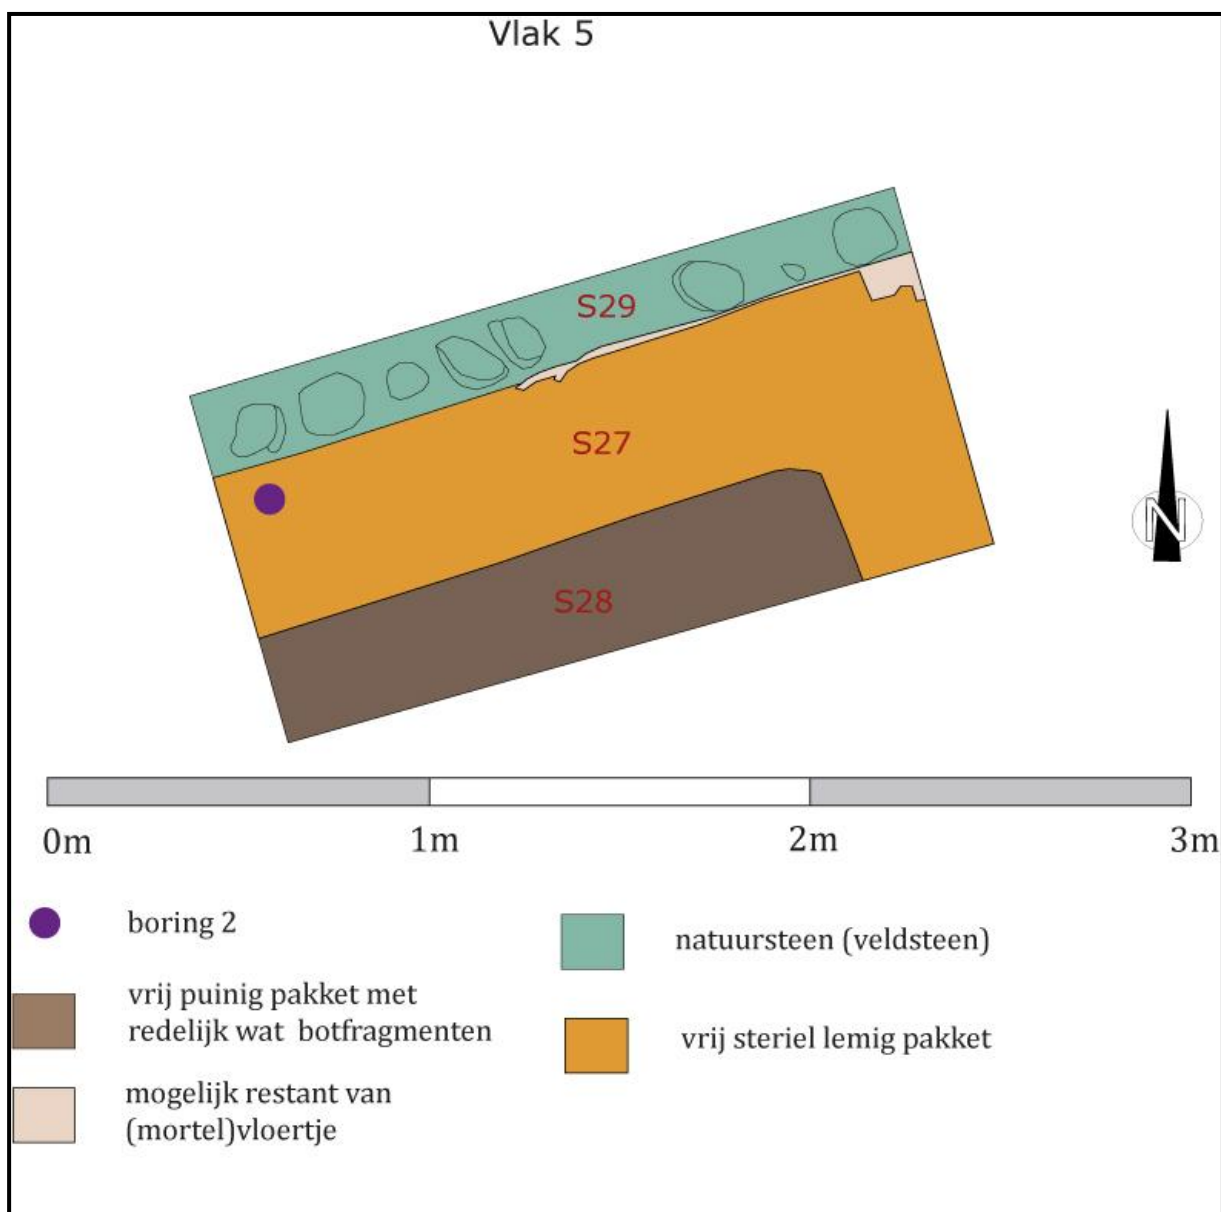 Vlak 5
S29
S27
S28
N
0m 1m 2m 3m
boring 2
vrij puinig pakket met
redelijk wat botfragmenten
mogelijk restant van
(mortel)vloertje
natuursteen (veldsteen)
vrij steriel lemig pakket